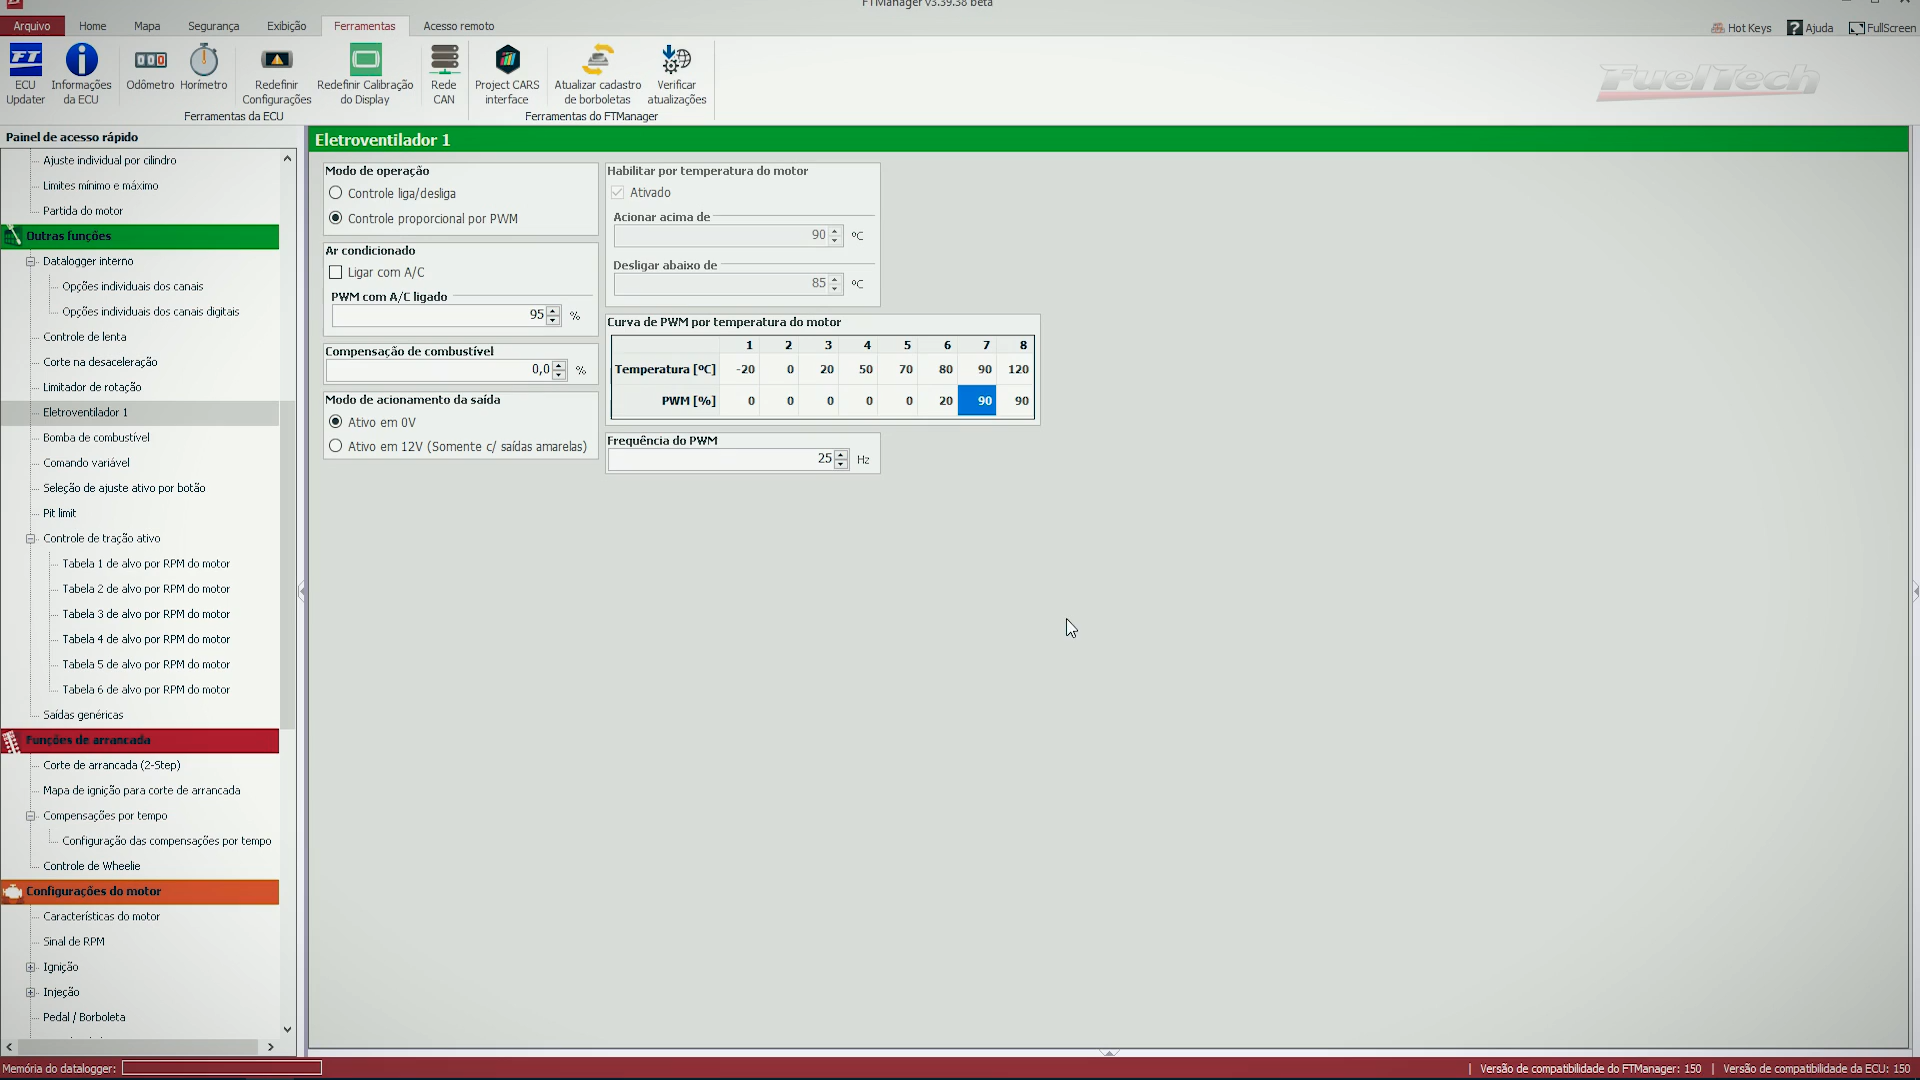 FTManager v3.39.38 beta
Arquivo Home Mapa Segurança Exibição Ferramentas Acesso remoto
Hot Keys Ajuda FullScreen
FT
ECU Updater
Informações da ECU
Odômetro
Horímetro
Redefinir Configurações
Redefinir Calibração do Display
Rede CAN
Project CARS interface
Atualizar cadastro de borboletas
Verificar atualizações
FuelTech
Ferramentas da ECU
Ferramentas do FTManager
Painel de acesso rápido
Ajuste individual por cilindro
Limites mínimo e máximo
Partida do motor
Outras funções
Datalogger interno
Opções individuais dos canais
Opções individuais dos canais digitais
Controle de lenta
Corte na desaceleração
Limitador de rotação
Eletroventilador 1
Bomba de combustível
Comando variável
Seleção de ajuste ativo por botão
Pit limit
Controle de tração ativo
Tabela 1 de alvo por RPM do motor
Tabela 2 de alvo por RPM do motor
Tabela 3 de alvo por RPM do motor
Tabela 4 de alvo por RPM do motor
Tabela 5 de alvo por RPM do motor
Tabela 6 de alvo por RPM do motor
Saídas genéricas
Funções de arrancada
Corte de arrancada (2-Step)
Mapa de ignição para corte de arrancada
Compensações por tempo
Configuração das compensações por tempo
Controle de Wheelie
Configurações do motor
Características do motor
Sinal de RPM
Ignição
Injeção
Pedal / Borboleta
Eletroventilador 1
Modo de operação
Controle liga/desliga
Controle proporcional por PWM
Ar condicionado
Ligar com A/C
PWM com A/C ligado
95 %
Compensação de combustível
0,0 %
Modo de acionamento da saída
Ativo em 0V
Ativo em 12V (Somente c/ saídas amarelas)
Habilitar por temperatura do motor
Ativado
Acionar acima de
90 ºC
Desligar abaixo de
85 ºC
Curva de PWM por temperatura do motor
1 2 3 4 5 6 7 8
Temperatura [ºC] -20 0 20 50 70 80 90 120
PWM [%] 0 0 0 0 0 20 90 90
Frequência do PWM
25 Hz
Memória do datalogger:
| Versão de compatibilidade do FTManager: 150 | Versão de compatibilidade da ECU: 150